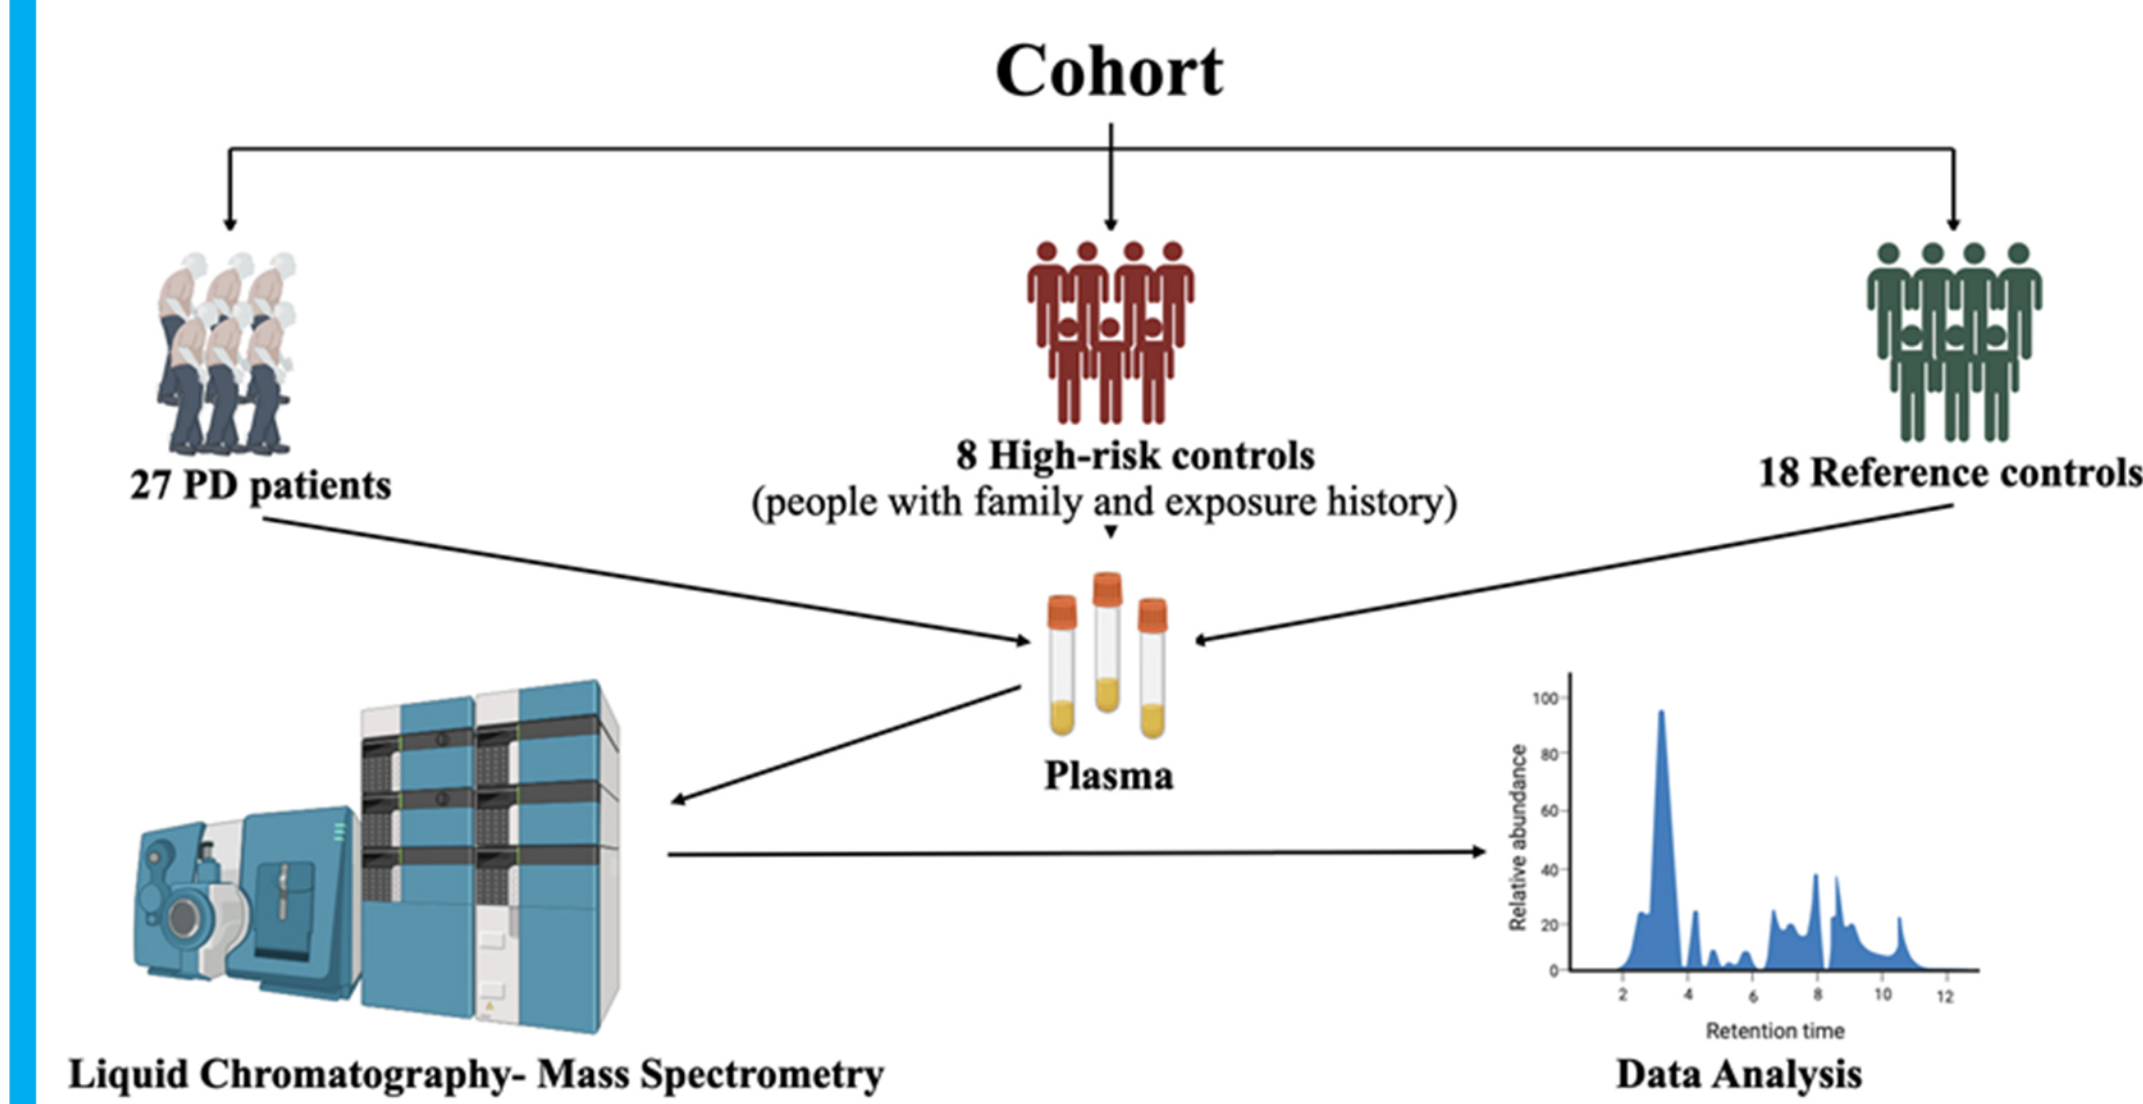 Cohort
27 PD patients
8 High-risk controls
(people with family and exposure history)
18 Reference controls
Plasma
Liquid Chromatography- Mass Spectrometry
Relative abundance
100
80
60
40
20
0
2 4 6 8 10 12
Retention time
Data Analysis